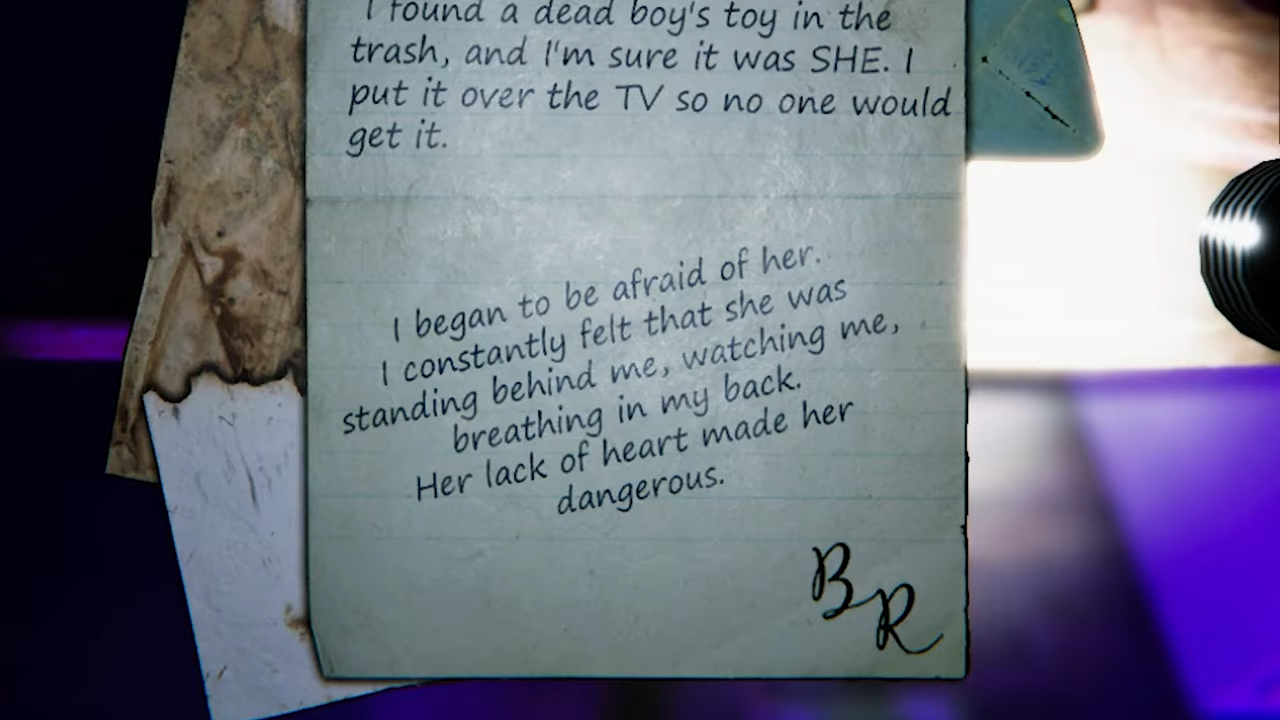 I found a dead boy's toy in the
trash, and I'm sure it was SHE. I
put it over the TV so no one would
get it.
I began to be afraid of her.
I constantly felt that she was
standing behind me, watching me,
breathing in my back.
Her lack of heart made her
dangerous.
BR